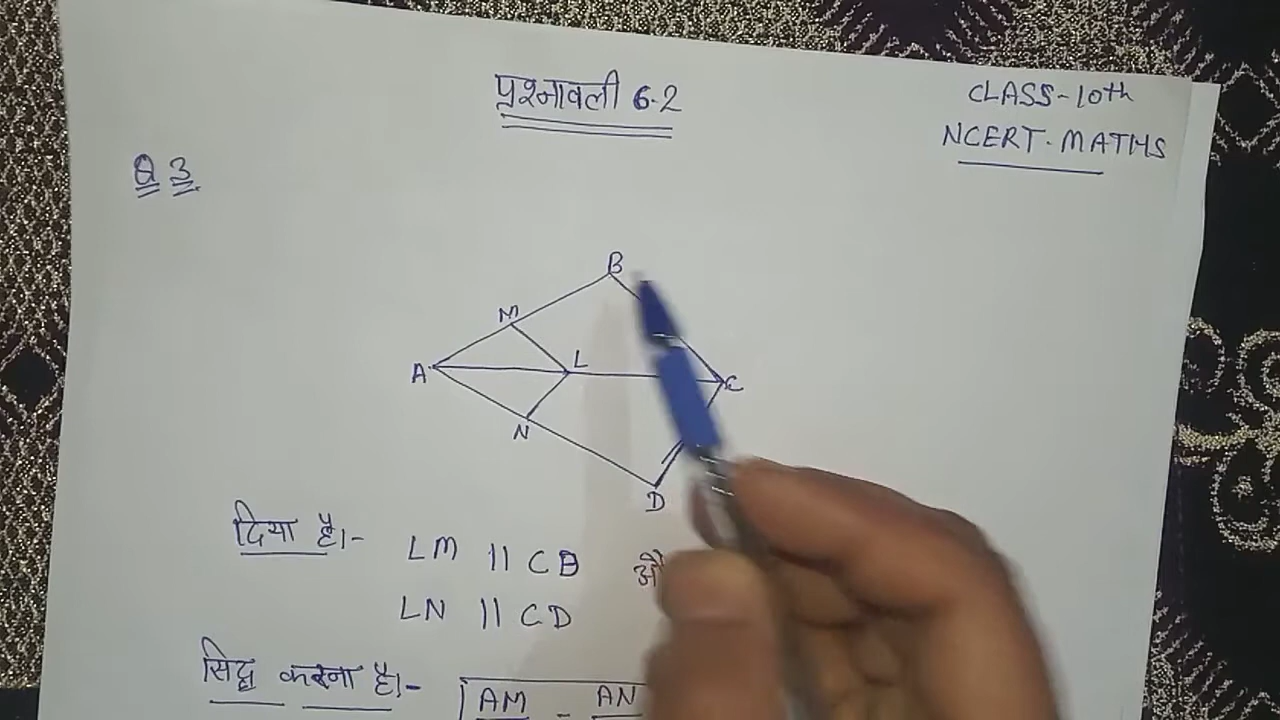 प्रश्नावली 6.2
CLASS-10th
NCERT-MATHS
Q 3.
B
M
A
L
C
N
D
दिया है।- LM || CB
LN || CD
सिद्ध करना है।- AM = AN